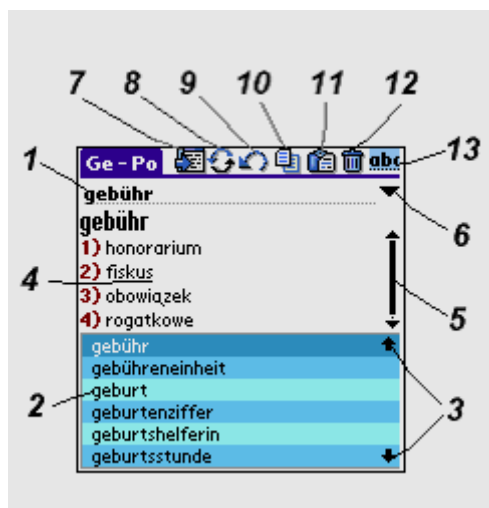 7 8 9 10 11 12
13
Ge - Po abc
1 gebühr
6
gebühr
1) honorarium
4 2) fiskus
3) obowiązek
5
4) rogatkowe
gebühr
gebühreneinheit
2 geburt 3
geburtenziffer
geburtshelferin
geburtsstunde